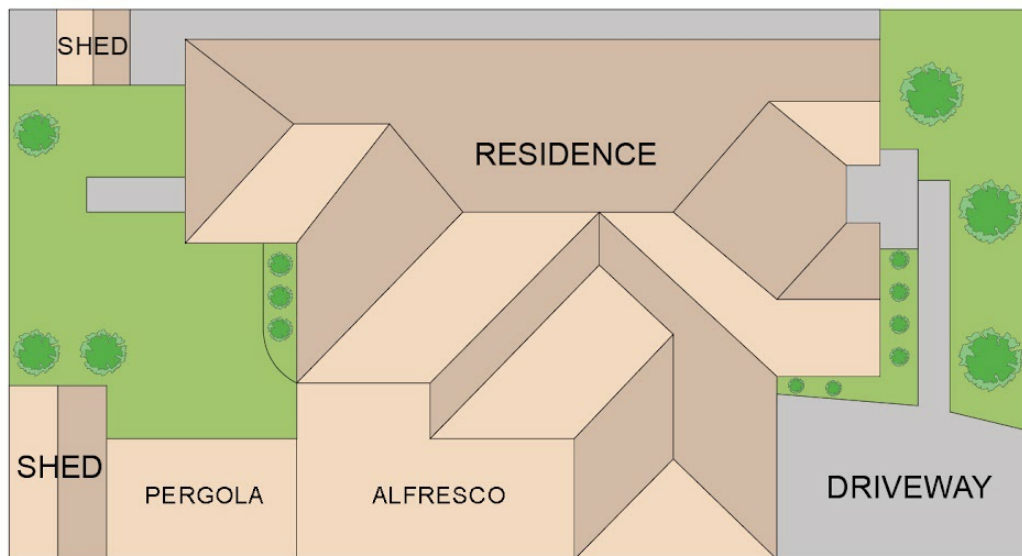 SHED
RESIDENCE
SHED
PERGOLA
ALFRESCO
DRIVEWAY